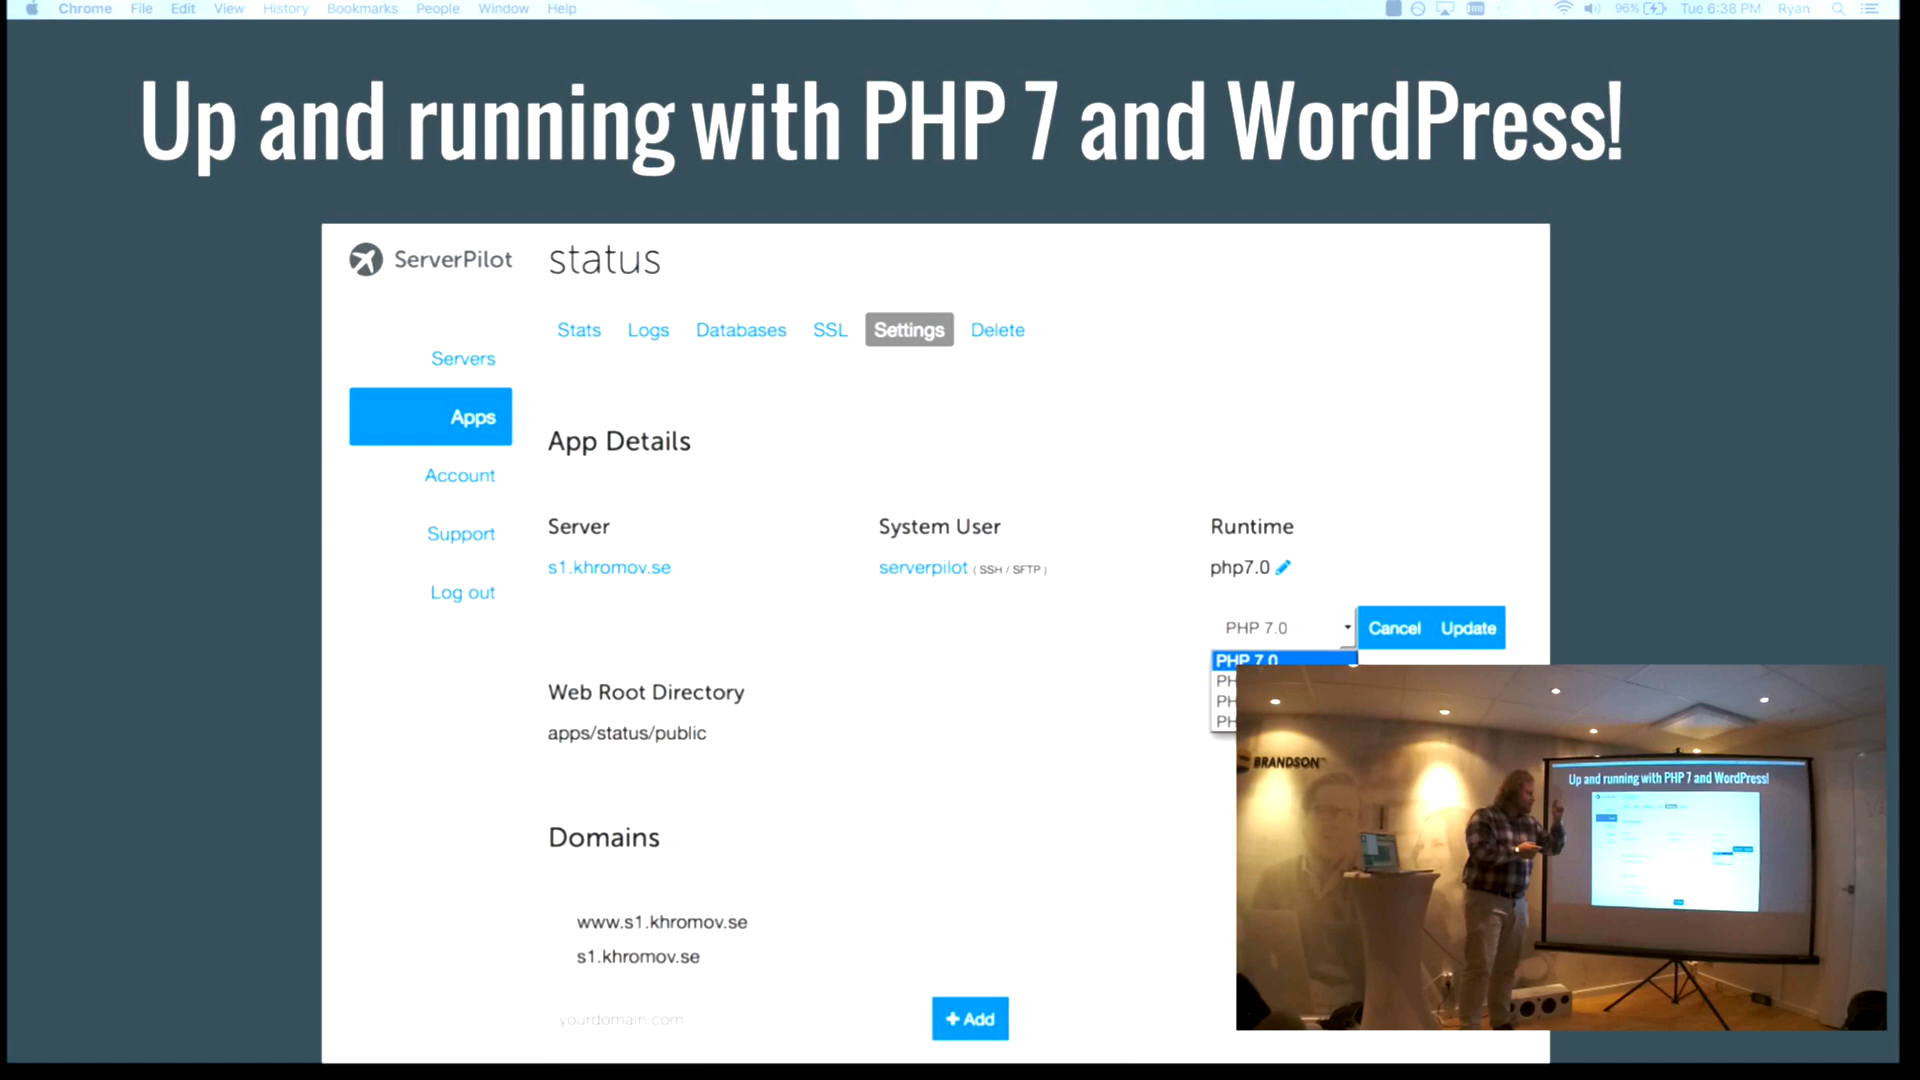 Chrome File Edit View History Bookmarks People Window Help 96% Tue 6:38 PM Ryan
Up and running with PHP 7 and WordPress!
ServerPilot
status
Stats Logs Databases SSL Settings Delete
Servers
Apps
Account
Support
Log out
App Details
Server System User Runtime
s1.khromov.se serverpilot ( SSH / SFTP ) php7.0
PHP 7.0 Cancel Update
PHP 7.0
PH
PH
PH
Web Root Directory
apps/status/public
Domains
www.s1.khromov.se
s1.khromov.se
yourdomain.com
+ Add
BRANDSON
Up and running with PHP 7 and WordPress!